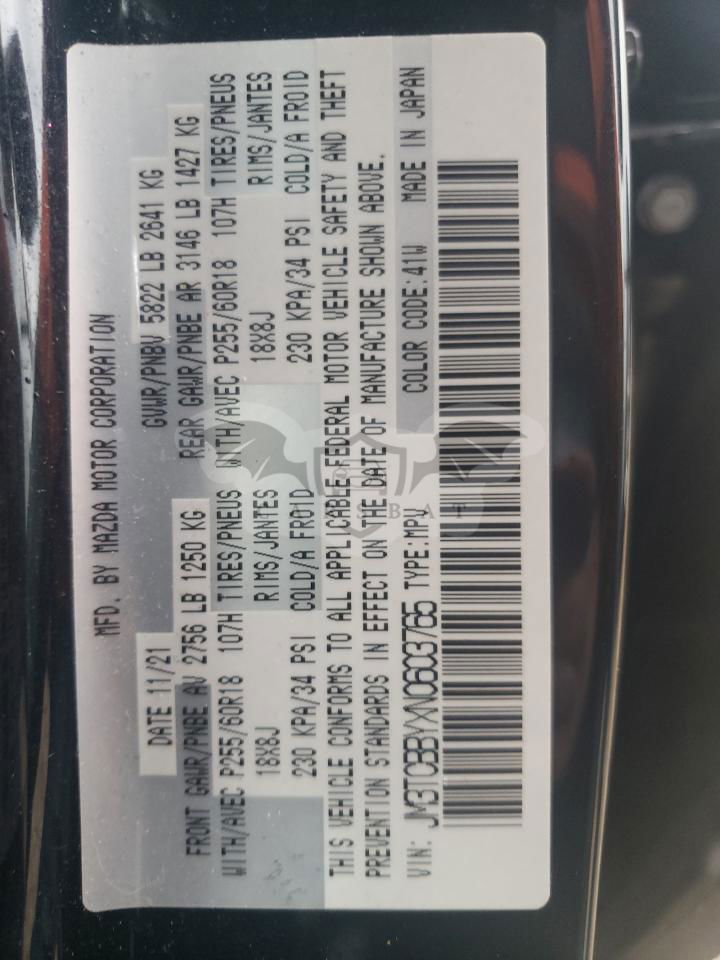 MFD. BY MAZDA MOTOR CORPORATION
DATE 11/21 GVWR/PNBV 5822 LB 2641 KG
FRONT GAWR/PNBE AV 2756 LB 1250 KG REAR GAWR/PNBE AR 3146 LB 1427 KG
WITH/AVEC P255/60R18 107H TIRES/PNEUS WITH/AVEC P255/60R18 107H TIRES/PNEUS
18X8J RIMS/JANTES 18X8J RIMS/JANTES
230 KPA/34 PSI COLD/A FROID 230 KPA/34 PSI COLD/A FROID
THIS VEHICLE CONFORMS TO ALL APPLICABLE FEDERAL MOTOR VEHICLE SAFETY AND THEFT
PREVENTION STANDARDS IN EFFECT ON THE DATE OF MANUFACTURE SHOWN ABOVE.
VIN: JM3TCBBYXN0603765 TYPE:MPV COLOR CODE:41W MADE IN JAPAN